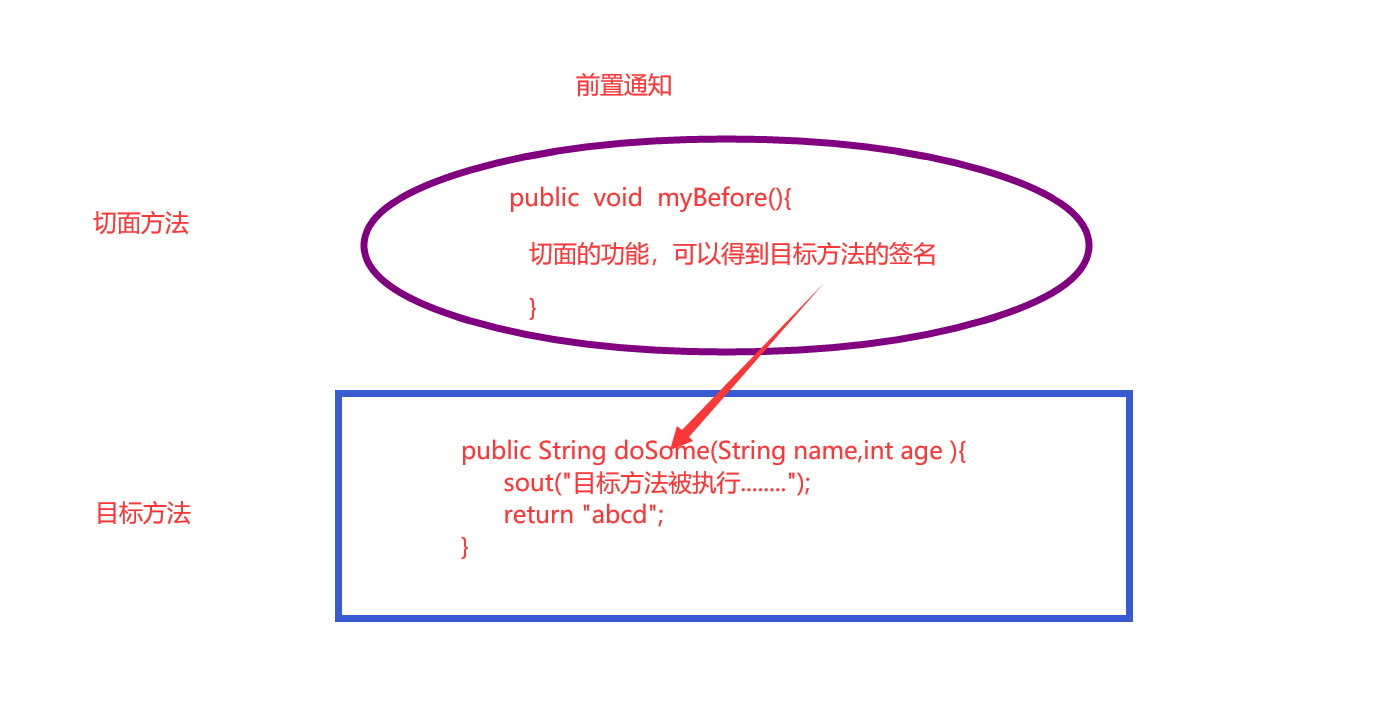 前置通知
切面方法
public  void  myBefore(){
切面的功能，可以得到目标方法的签名
}
目标方法
public String doSome(String name,int age ){
sout("目标方法被执行........");
return "abcd";
}